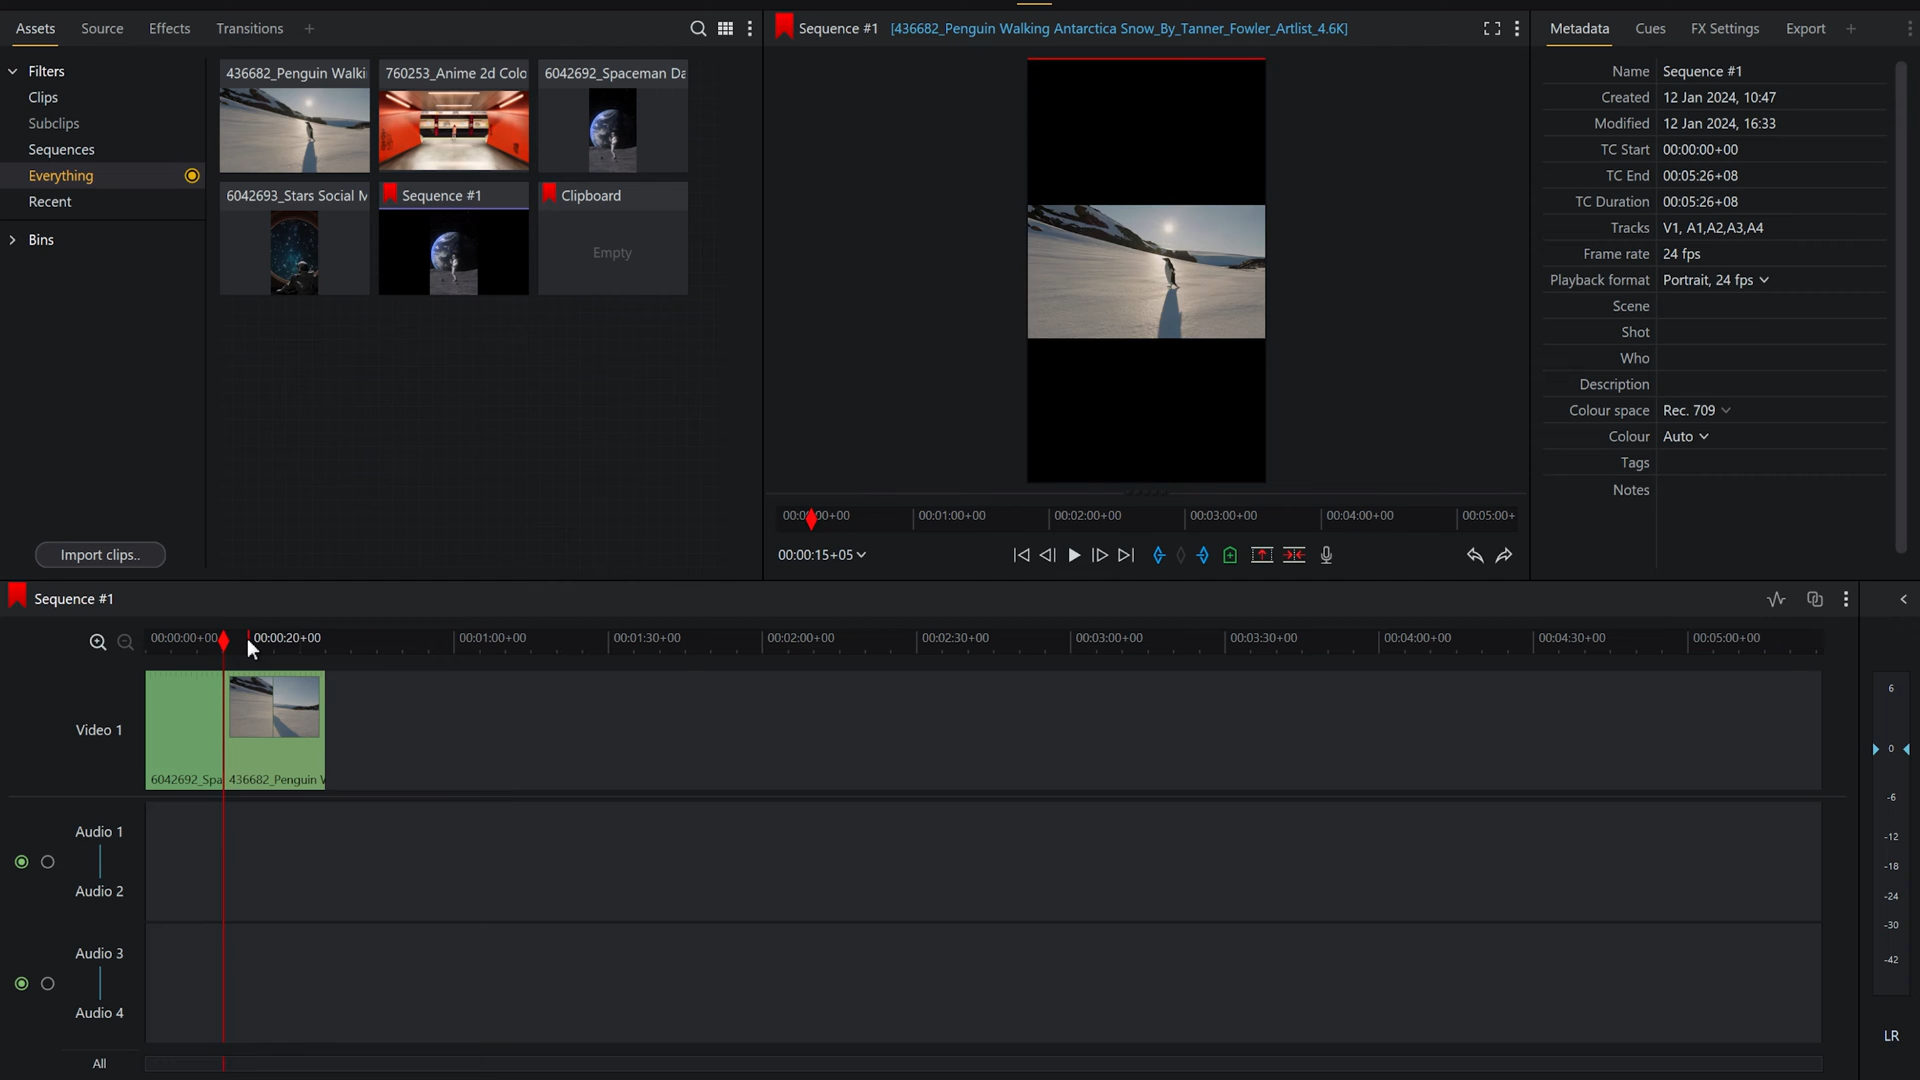 Assets Source Effects Transitions
Sequence #1 [436682_Penguin Walking Antarctica Snow_By_Tanner_Fowler_Artlist_4.6K]
Metadata Cues FX Settings Export
Filters
Clips
Subclips
Sequences
Everything
Recent
Bins
Import clips..
436682_Penguin Walki 760253_Anime 2d Colo 6042692_Spaceman Da
6042693_Stars Social M Sequence #1 Clipboard
Empty
Name Sequence #1
Created 12 Jan 2024, 10:47
Modified 12 Jan 2024, 16:33
TC Start 00:00:00+00
TC End 00:05:26+08
TC Duration 00:05:26+08
Tracks V1, A1,A2,A3,A4
Frame rate 24 fps
Playback format Portrait, 24 fps
Scene
Shot
Who
Description
Colour space Rec. 709
Colour Auto
Tags
Notes
00:01:00+00 00:02:00+00 00:03:00+00 00:04:00+00 00:05:00+
00:00:15+05
Sequence #1
00:00:00+00 00:00:20+00 00:01:00+00 00:01:30+00 00:02:00+00 00:02:30+00 00:03:00+00 00:03:30+00 00:04:00+00 00:04:30+00 00:05:00+00
Video 1
6042692_Spa 436682_Penguin W
Audio 1
Audio 2
Audio 3
Audio 4
All
6
0
-6
-12
-18
-24
-30
-42
LR